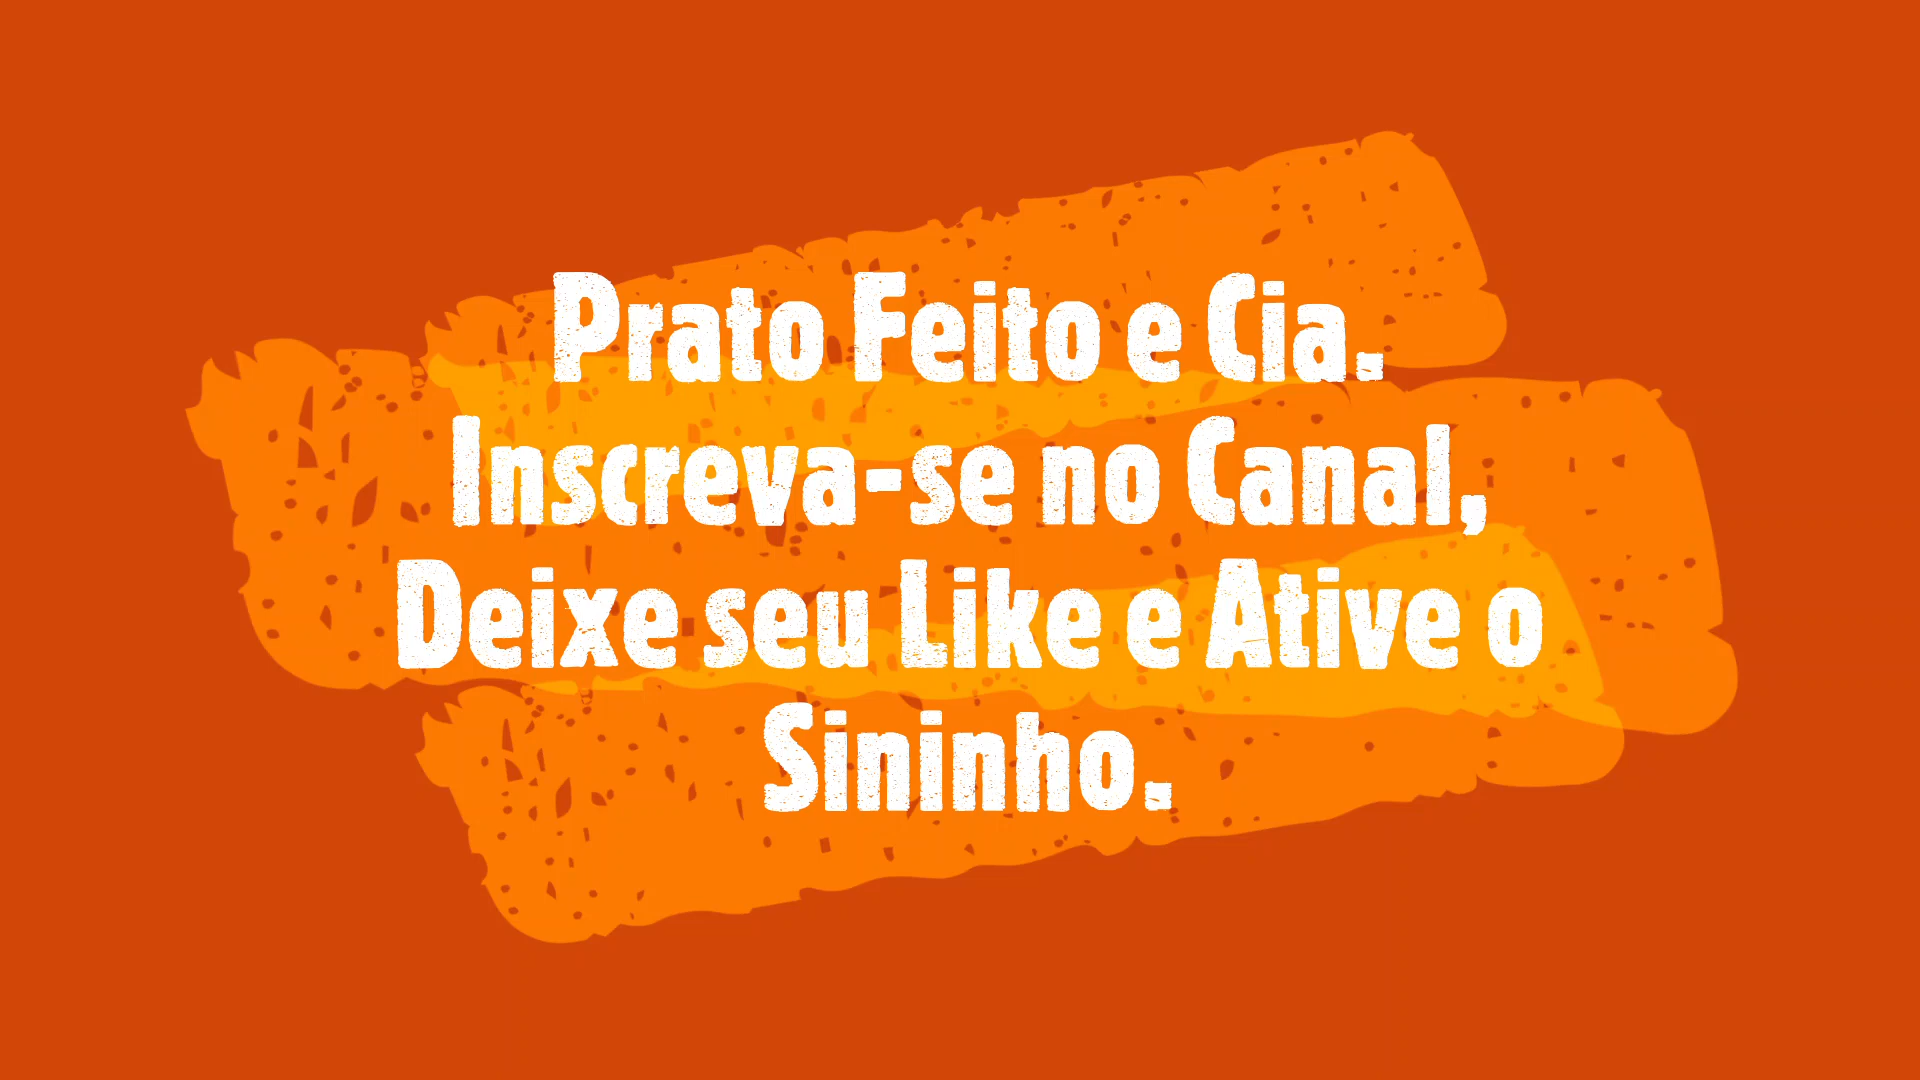 Prato Feito e Cia.
Inscreva-se no Canal,
Deixe seu Like e Ative o
Sininho.